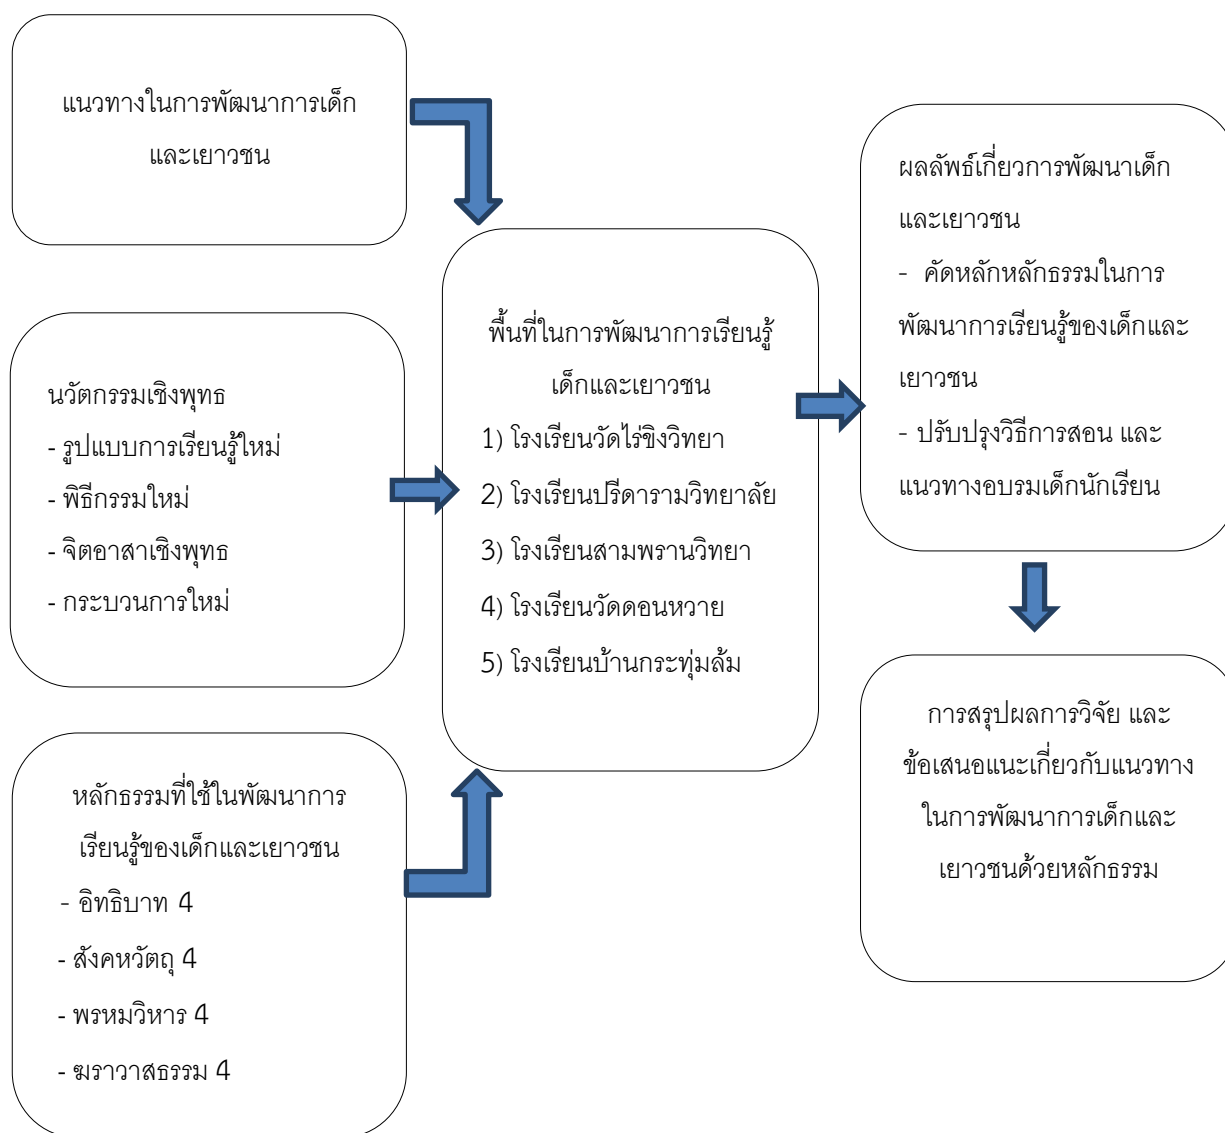 แนวทางในการพัฒนาการเด็ก
และเยาวชน
นวัตกรรมเชิงพุทธ
- รูปแบบการเรียนรู้ใหม่
- พิธีกรรมใหม่
- จิตอาสาเชิงพุทธ
- กระบวนการใหม่
หลักธรรมที่ใช้ในพัฒนาการ
เรียนรู้ของเด็กและเยาวชน
- อิทธิบาท 4
- สังคหวัตถุ 4
- พรหมวิหาร 4
- ฆราวาสธรรม 4
พื้นที่ในการพัฒนาการเรียนรู้
เด็กและเยาวชน
1) โรงเรียนวัดไร่ขิงวิทยา
2) โรงเรียนปรีดารามวิทยาลัย
3) โรงเรียนสามพรานวิทยา
4) โรงเรียนวัดดอนหวาย
5) โรงเรียนบ้านกระทุ่มล้ม
ผลลัพธ์เกี่ยวการพัฒนาเด็ก
และเยาวชน
- คัดหลักหลักธรรมในการ
พัฒนาการเรียนรู้ของเด็กและ
เยาวชน
- ปรับปรุงวิธีการสอน และ
แนวทางอบรมเด็กนักเรียน
การสรุปผลการวิจัย และ
ข้อเสนอแนะเกี่ยวกับแนวทาง
ในการพัฒนาการเด็กและ
เยาวชนด้วยหลักธรรม